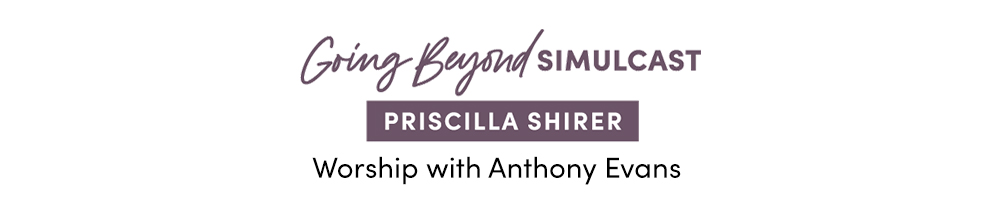 Going Beyond SIMULCAST
PRISCILLA SHIRER
Worship with Anthony Evans